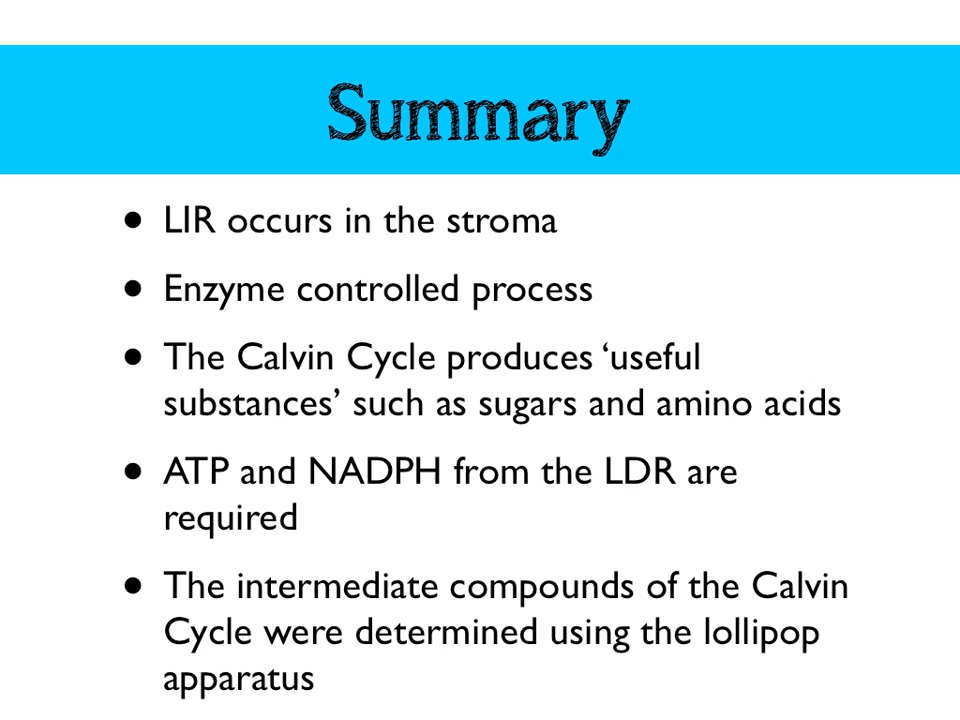 Summary
• LIR occurs in the stroma
• Enzyme controlled process
• The Calvin Cycle produces ‘useful
substances’ such as sugars and amino acids
• ATP and NADPH from the LDR are
required
• The intermediate compounds of the Calvin
Cycle were determined using the lollipop
apparatus